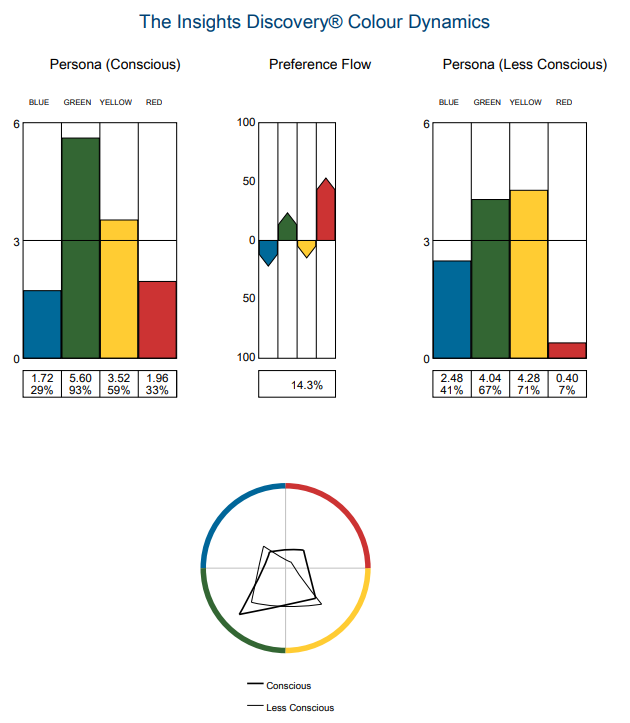 The Insights Discovery® Colour Dynamics
Persona (Conscious)
Preference Flow
Persona (Less Conscious)
BLUE GREEN YELLOW RED
6
3
0
1.72 5.60 3.52 1.96
29% 93% 59% 33%
100
50
0
50
100
14.3%
BLUE GREEN YELLOW RED
6
3
0
2.48 4.04 4.28 0.40
41% 67% 71% 7%
Conscious
Less Conscious